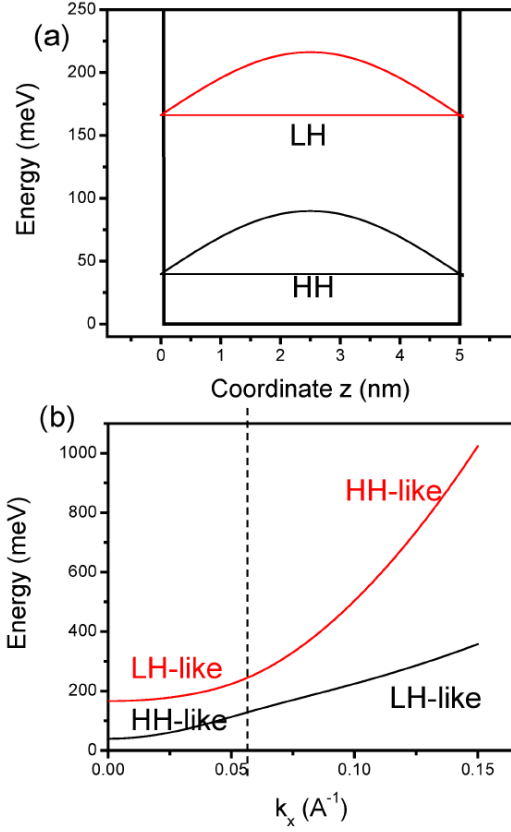 (a)
250
200
150
100
50
0
Energy (meV)
LH
HH
0 1 2 3 4 5
Coordinate z (nm)
(b)
1000
800
600
400
200
0
Energy (meV)
HH-like
LH-like
HH-like
LH-like
0.00 0.05 0.10 0.15
kₓ (A⁻¹)